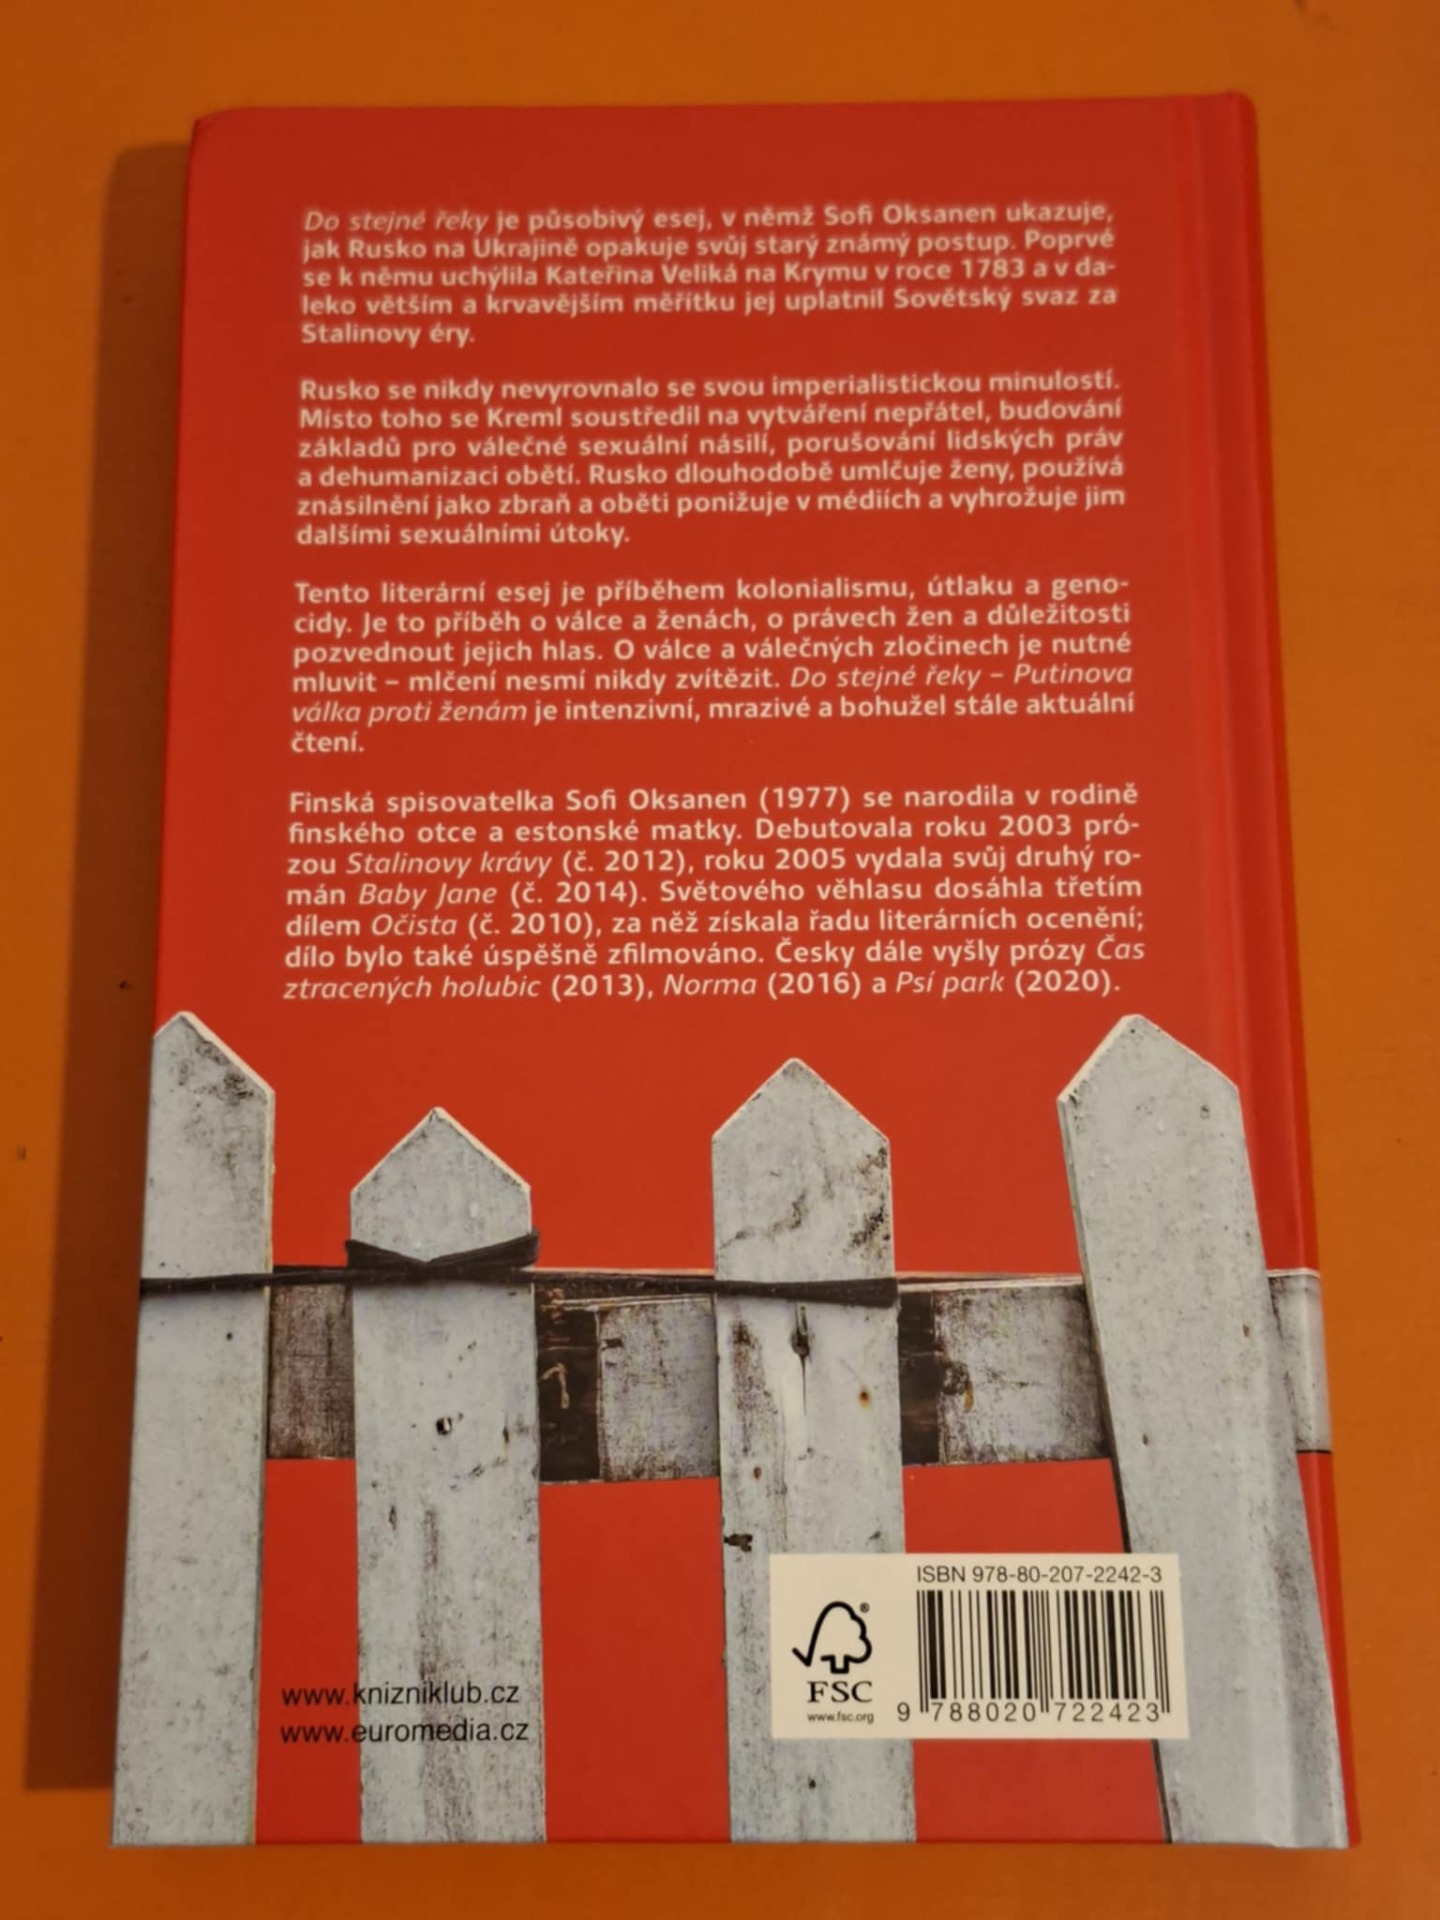 Do stejné řeky je působivý esej, v němž Sofi Oksanen ukazuje,
jak Rusko na Ukrajině opakuje svůj starý známý postup. Poprvé
se k němu uchýlila Kateřina Veliká na Krymu v roce 1783 a v da-
leko větším a krvavějším měřítku jej uplatnil Sovětský svaz za
Stalinovy éry.
Rusko se nikdy nevyrovnalo se svou imperialistickou minulostí.
Místo toho se Kreml soustředil na vytváření nepřátel, budování
základů pro válečné sexuální násilí, porušování lidských práv
a dehumanizaci obětí. Rusko dlouhodobě umlčuje ženy, používá
znásilnění jako zbraň a oběti ponižuje v médiích a vyhrožuje jim
dalšími sexuálními útoky.
Tento literární esej je příběhem kolonialismu, útlaku a geno-
cidy. Je to příběh o válce a ženách, o právech žen a důležitosti
pozvednout jejich hlas. O válce a válečných zločinech je nutné
mluvit – mlčení nesmí nikdy zvítězit. Do stejné řeky – Putinova
válka proti ženám je intenzivní, mrazivé a bohužel stále aktuální
čtení.
Finská spisovatelka Sofi Oksanen (1977) se narodila v rodině
finského otce a estonské matky. Debutovala roku 2003 pró-
zou Stalinovy krávy (č. 2012), roku 2005 vydala svůj druhý ro-
mán Baby Jane (č. 2014). Světového věhlasu dosáhla třetím
dílem Očista (č. 2010), za něž získala řadu literárních ocenění;
dílo bylo také úspěšně zfilmováno. Česky dále vyšly prózy Čas
ztracených holubic (2013), Norma (2016) a Psí park (2020).
www.knizniklub.cz
www.euromedia.cz
ISBN 978-80-207-2242-3
®
FSC
www.fsc.org
9 788020 722423